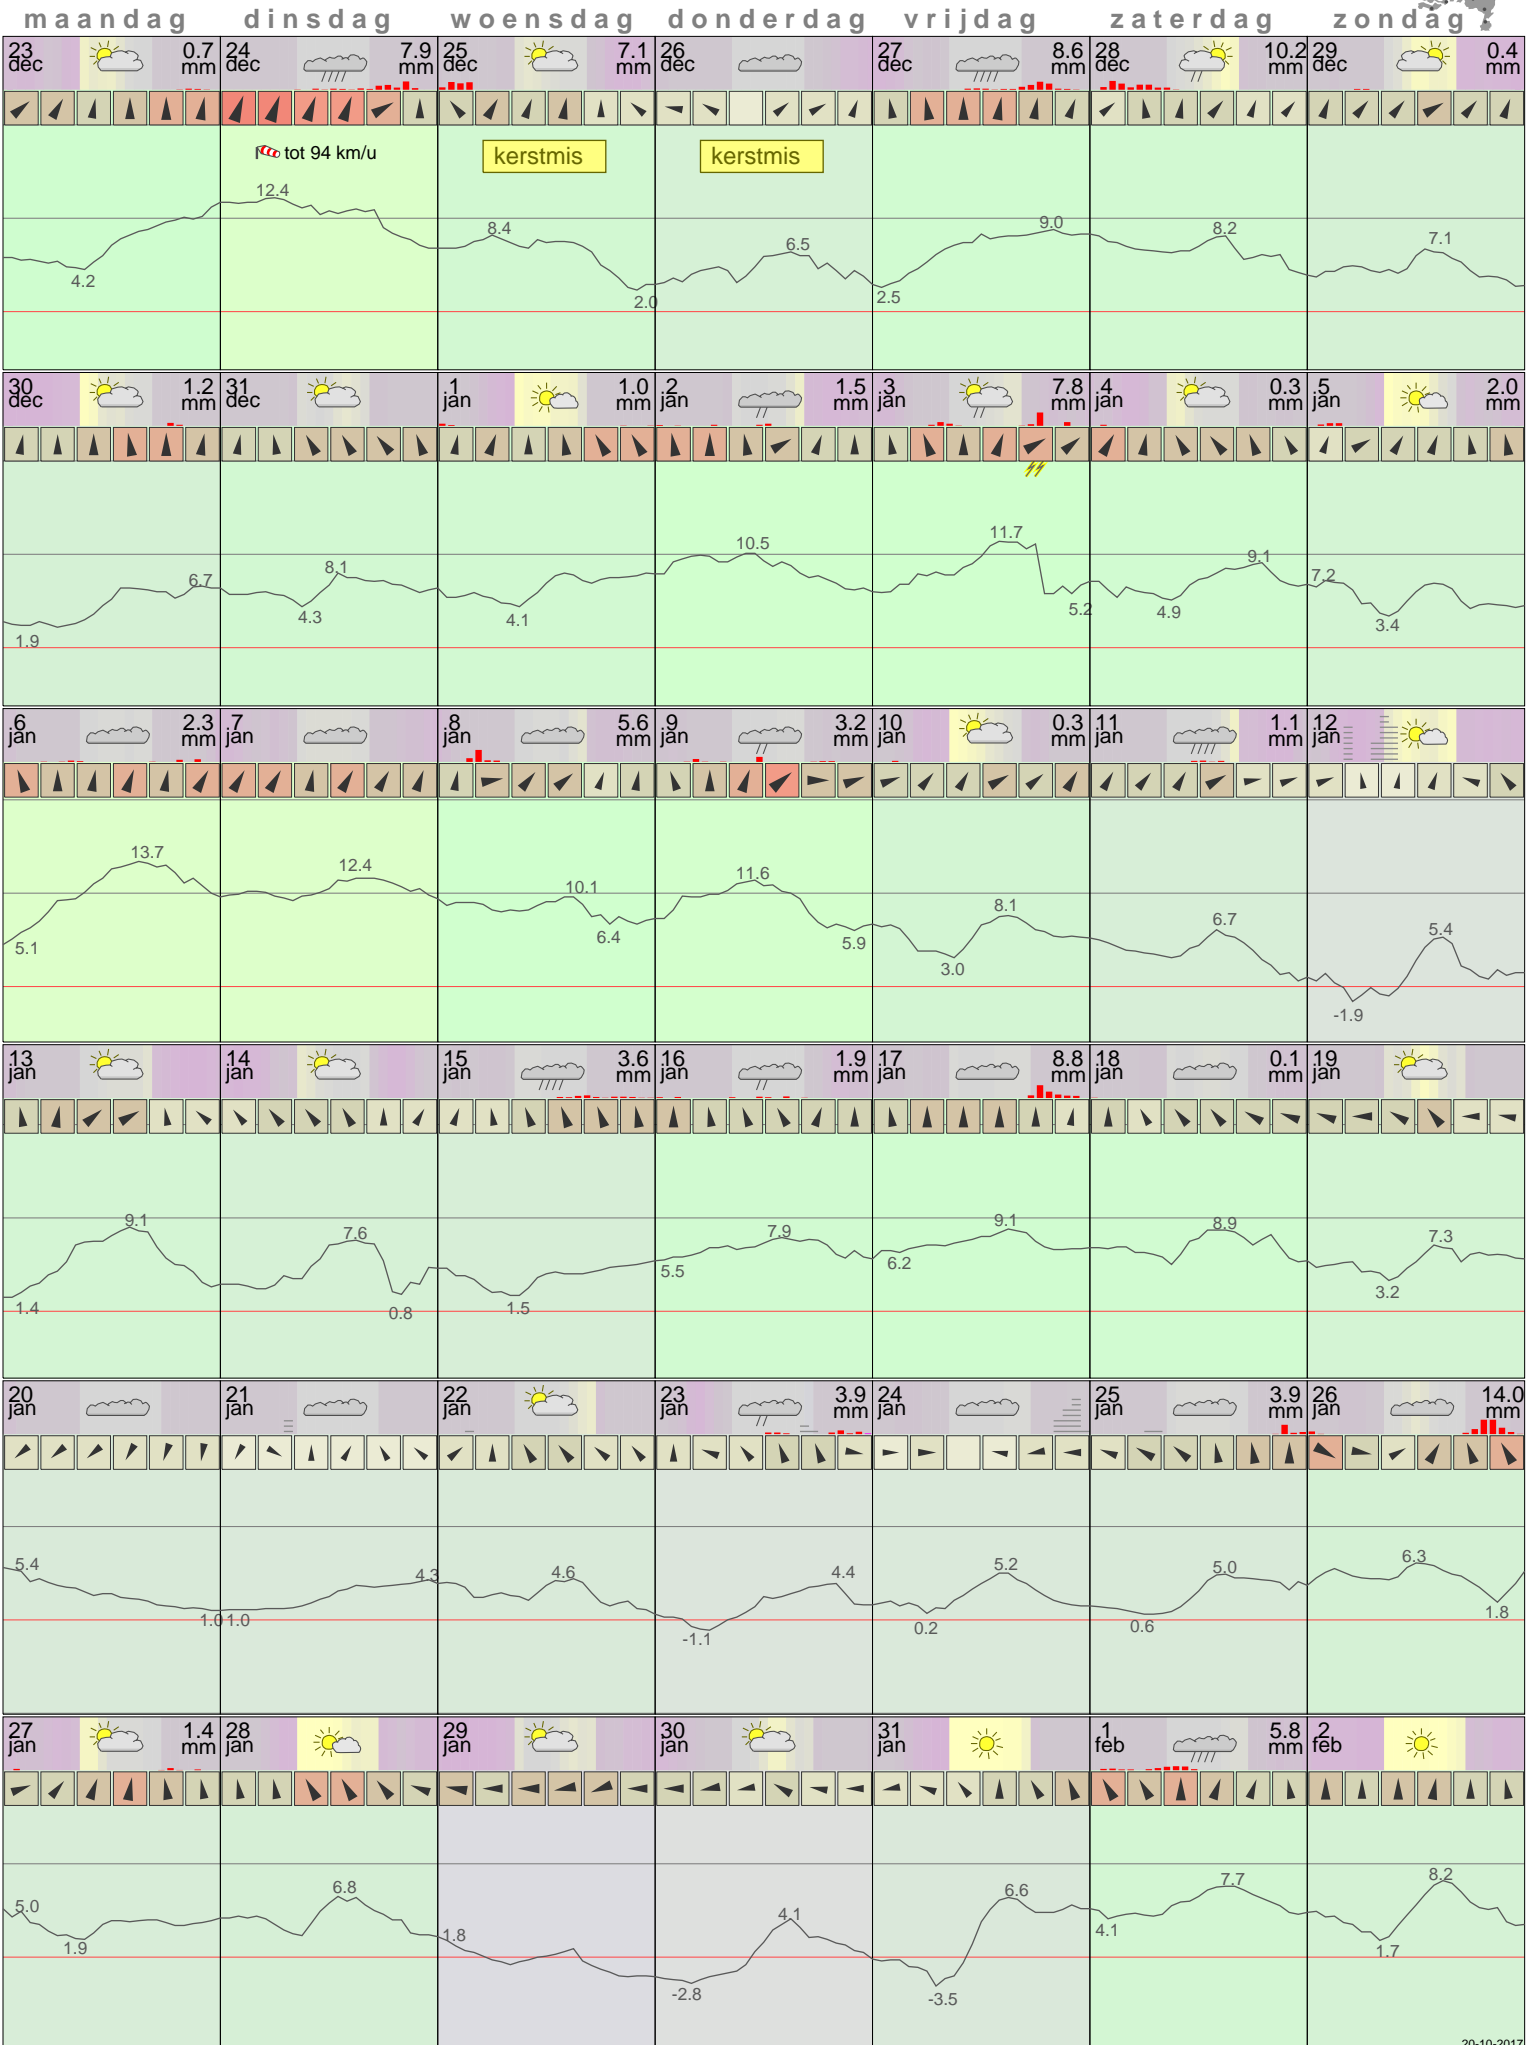 maandag dinsdag woensdag donderdag vrijdag zaterdag zondag
23 dec 0.7 mm 24 dec 7.9 mm 25 dec 7.1 mm 26 dec 27 dec 8.6 mm 28 dec 10.2 mm 29 dec 0.4 mm
tot 94 km/u kerstmis kerstmis
4.2 12.4 8.4 2.0 6.5 2.5 9.0 8.2 7.1
30 dec 1.2 mm 31 dec 1 jan 1.0 mm 2 jan 1.5 mm 3 jan 7.8 mm 4 jan 0.3 mm 5 jan 2.0 mm
1.9 6.7 4.3 8.1 4.1 10.5 11.7 5.2 4.9 9.1 7.2 3.4
6 jan 2.3 mm 7 jan 8 jan 5.6 mm 9 jan 3.2 mm 10 jan 0.3 mm 11 jan 1.1 mm 12 jan
5.1 13.7 12.4 10.1 6.4 11.6 5.9 3.0 8.1 6.7 -1.9 5.4
13 jan 14 jan 15 jan 3.6 mm 16 jan 1.9 mm 17 jan 8.8 mm 18 jan 0.1 mm 19 jan
1.4 9.1 7.6 0.8 1.5 5.5 7.9 6.2 9.1 8.9 3.2 7.3
20 jan 21 jan 22 jan 23 jan 3.9 mm 24 jan 25 jan 3.9 mm 26 jan 14.0 mm
5.4 1.0 1.0 4.3 4.6 -1.1 4.4 0.2 5.2 0.6 5.0 6.3 1.8
27 jan 1.4 mm 28 jan 29 jan 30 jan 31 jan 1 feb 5.8 mm 2 feb
5.0 1.9 6.8 1.8 -2.8 4.1 -3.5 6.6 4.1 7.7 1.7 8.2
20-10-2017